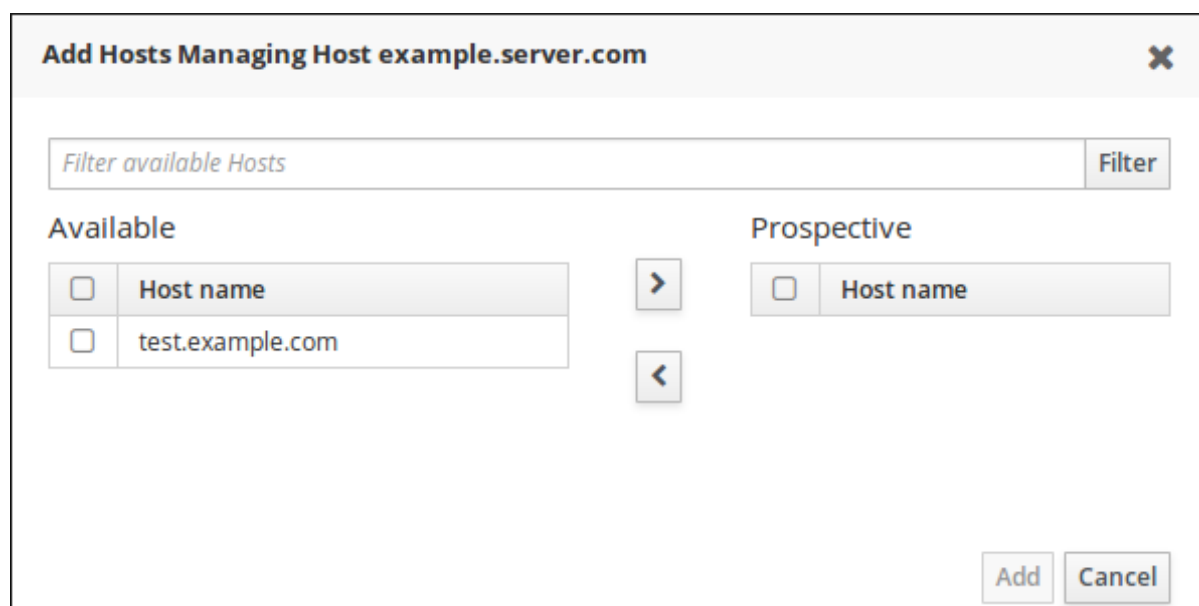 Add Hosts Managing Host example.server.com
Filter available Hosts
Filter
Available
Prospective
Host name
Host name
test.example.com
Add
Cancel